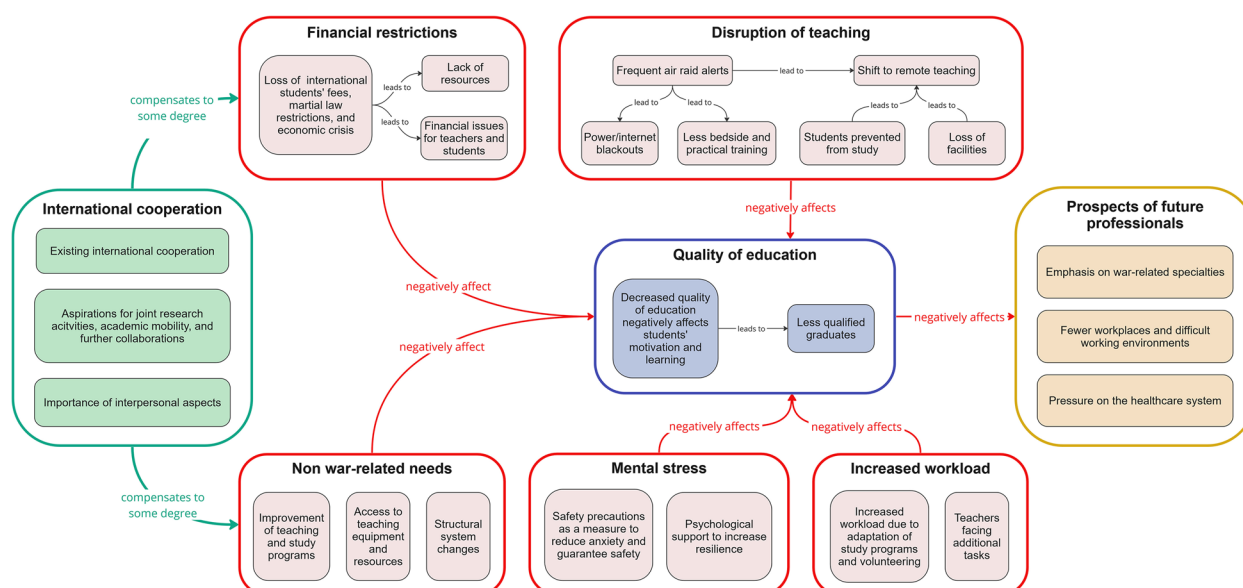 Financial restrictions
Loss of international
students' fees,
martial law
restrictions, and
economic crisis
leads to
leads to
Lack of
resources
Financial issues
for teachers and
students
Disruption of teaching
Frequent air raid alerts
lead to
Shift to remote teaching
lead to
lead to
leads to
leads to
Power/internet
blackouts
Less bedside and
practical training
Students prevented
from study
Loss of
facilities
compensates to
some degree
International cooperation
Existing international cooperation
Aspirations for joint research
acitvities, academic mobility, and
further collaborations
Importance of interpersonal aspects
compensates to
some degree
negatively affect
negatively affects
negatively affect
Quality of education
Decreased quality
of education
negatively affects
students'
motivation and
learning
leads to
Less qualified
graduates
negatively affects
Prospects of future
professionals
Emphasis on war-related specialties
Fewer workplaces and difficult
working environments
Pressure on the healthcare system
negatively affects
negatively affects
Non war-related needs
Improvement
of teaching
and study
programs
Access to
teaching
equipment
and
resources
Structural
system
changes
Mental stress
Safety precautions
as a measure to
reduce anxiety and
guarantee safety
Psychological
support to increase
resilience
Increased workload
Increased
workload due to
adaptation of
study programs
and volunteering
Teachers
facing
additional
tasks